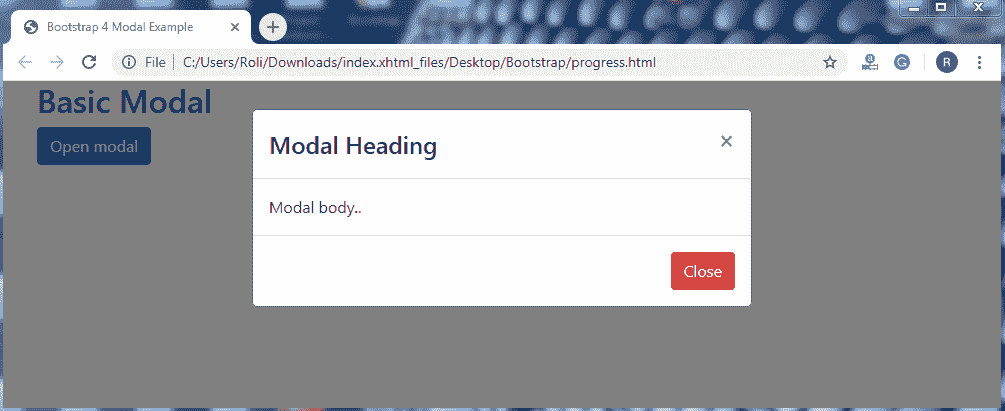 Bootstrap 4 Modal Example
File C:/Users/Roli/Downloads/index.xhtml_files/Desktop/Bootstrap/progress.html
R
Basic Modal
Open modal
Modal Heading
×
Modal body..
Close